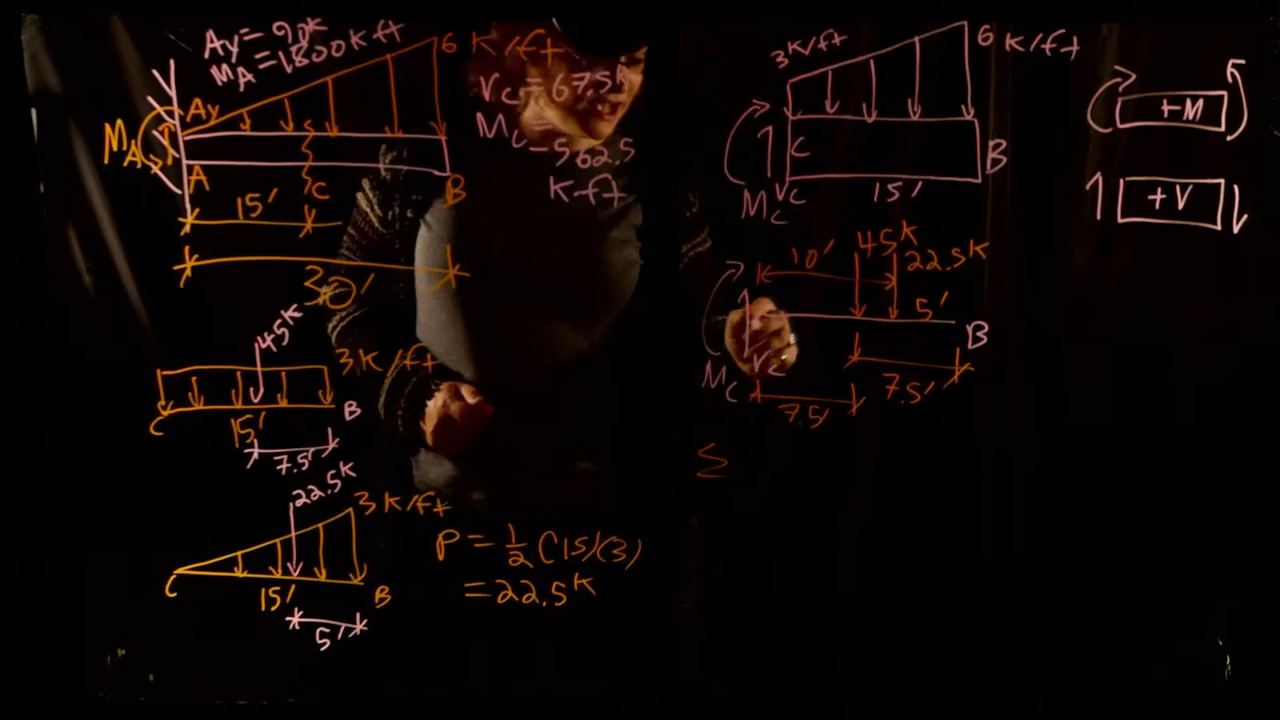 Ay = 90K
MA = 1800 K ft
6 K/ft
Ay
MA
A
C
B
15'
30'
VC = 67.5K
MC =
-562.5
K ft
3K/ft
6 K/ft
C
B
VC
MC
15'
+M
+V
45K
3 K/ft
C
15'
B
7.5'
10'
45K
22.5K
5'
B
MC
VC
7.5'
7.5'
Σ
22.5K
3 K/ft
C
15'
B
5'
P = 1/2 (15)(3)
= 22.5K